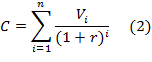 C = \sum_{i=1}^{n} \frac{V_i}{(1+r)^i} (2)